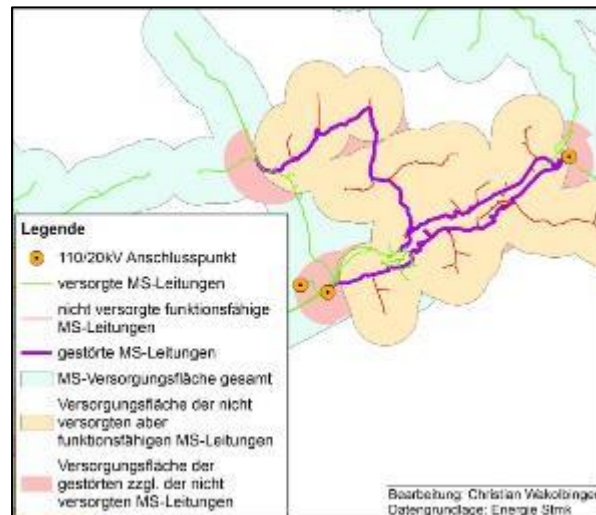 Legende
110/20kV Anschlusspunkt
versorgte MS-Leitungen
nicht versorgte funktionsfähige
MS-Leitungen
gestörte MS-Leitungen
MS-Versorgungsfläche gesamt
Versorgungsfläche der nicht
versorgten aber
funktionsfähigen MS-Leitungen
Versorgungsfläche der
gestörten zzgl. der nicht
versorgten MS-Leitungen
Bearbeitung: Christian Wakolbinger
Datengrundlage: Energie Stmk